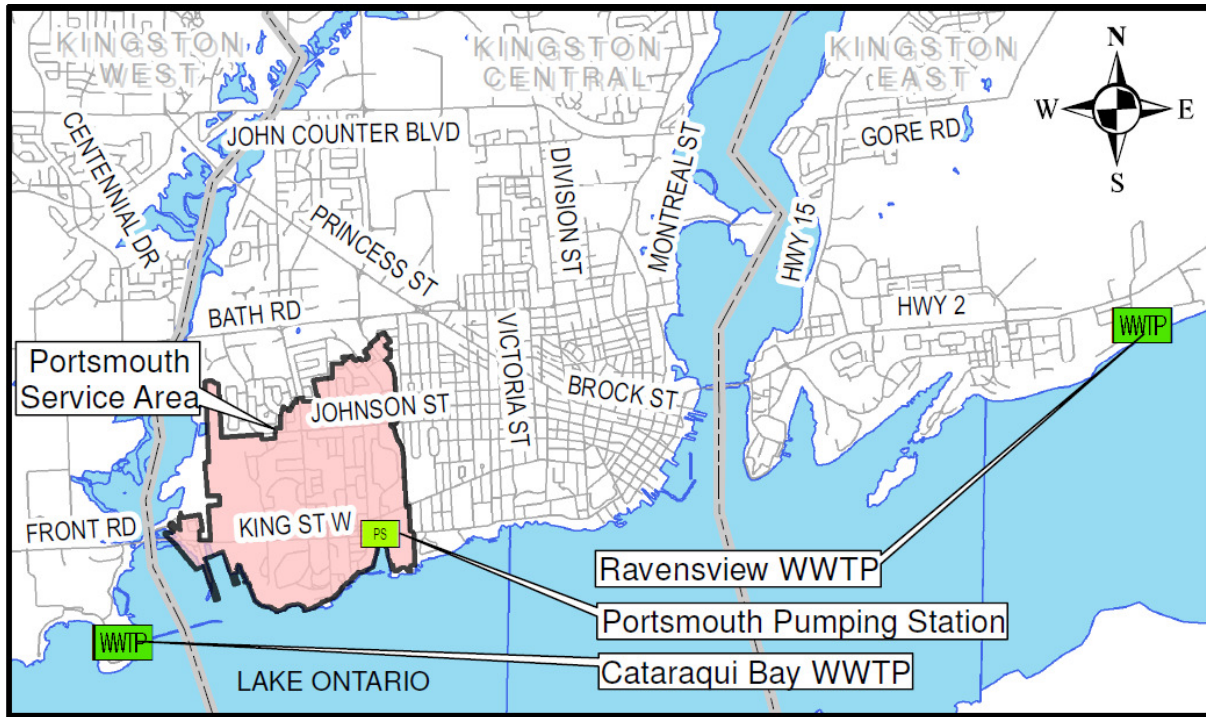 KINGSTON
WEST
KINGSTON
CENTRAL
KINGSTON
EAST
N
W
E
S
CENTENNIAL DR
JOHN COUNTER BLVD
DIVISION ST
MONTREAL ST
GORE RD
HWY 15
PRINCESS ST
BATH RD
VICTORIA ST
HWY 2
WWTP
Portsmouth
Service Area
JOHNSON ST
BROCK ST
FRONT RD
KING ST W
PS
Ravensview WWTP
Portsmouth Pumping Station
WWTP
Cataraqui Bay WWTP
LAKE ONTARIO